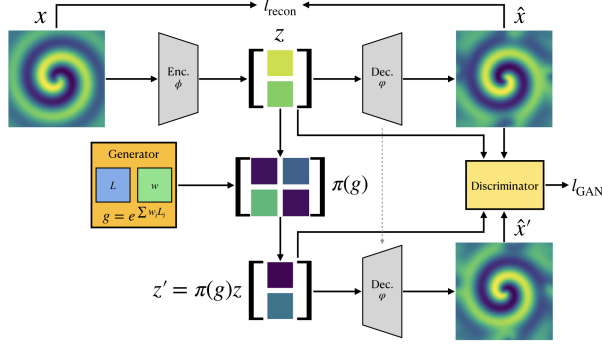 x
l_recon
x̂
z
Enc.
ϕ
Dec.
φ
Generator
L
w
g = e^{∑ w_i L_i}
π(g)
Discriminator
l_GAN
x̂′
z′ = π(g)z
Dec.
φ